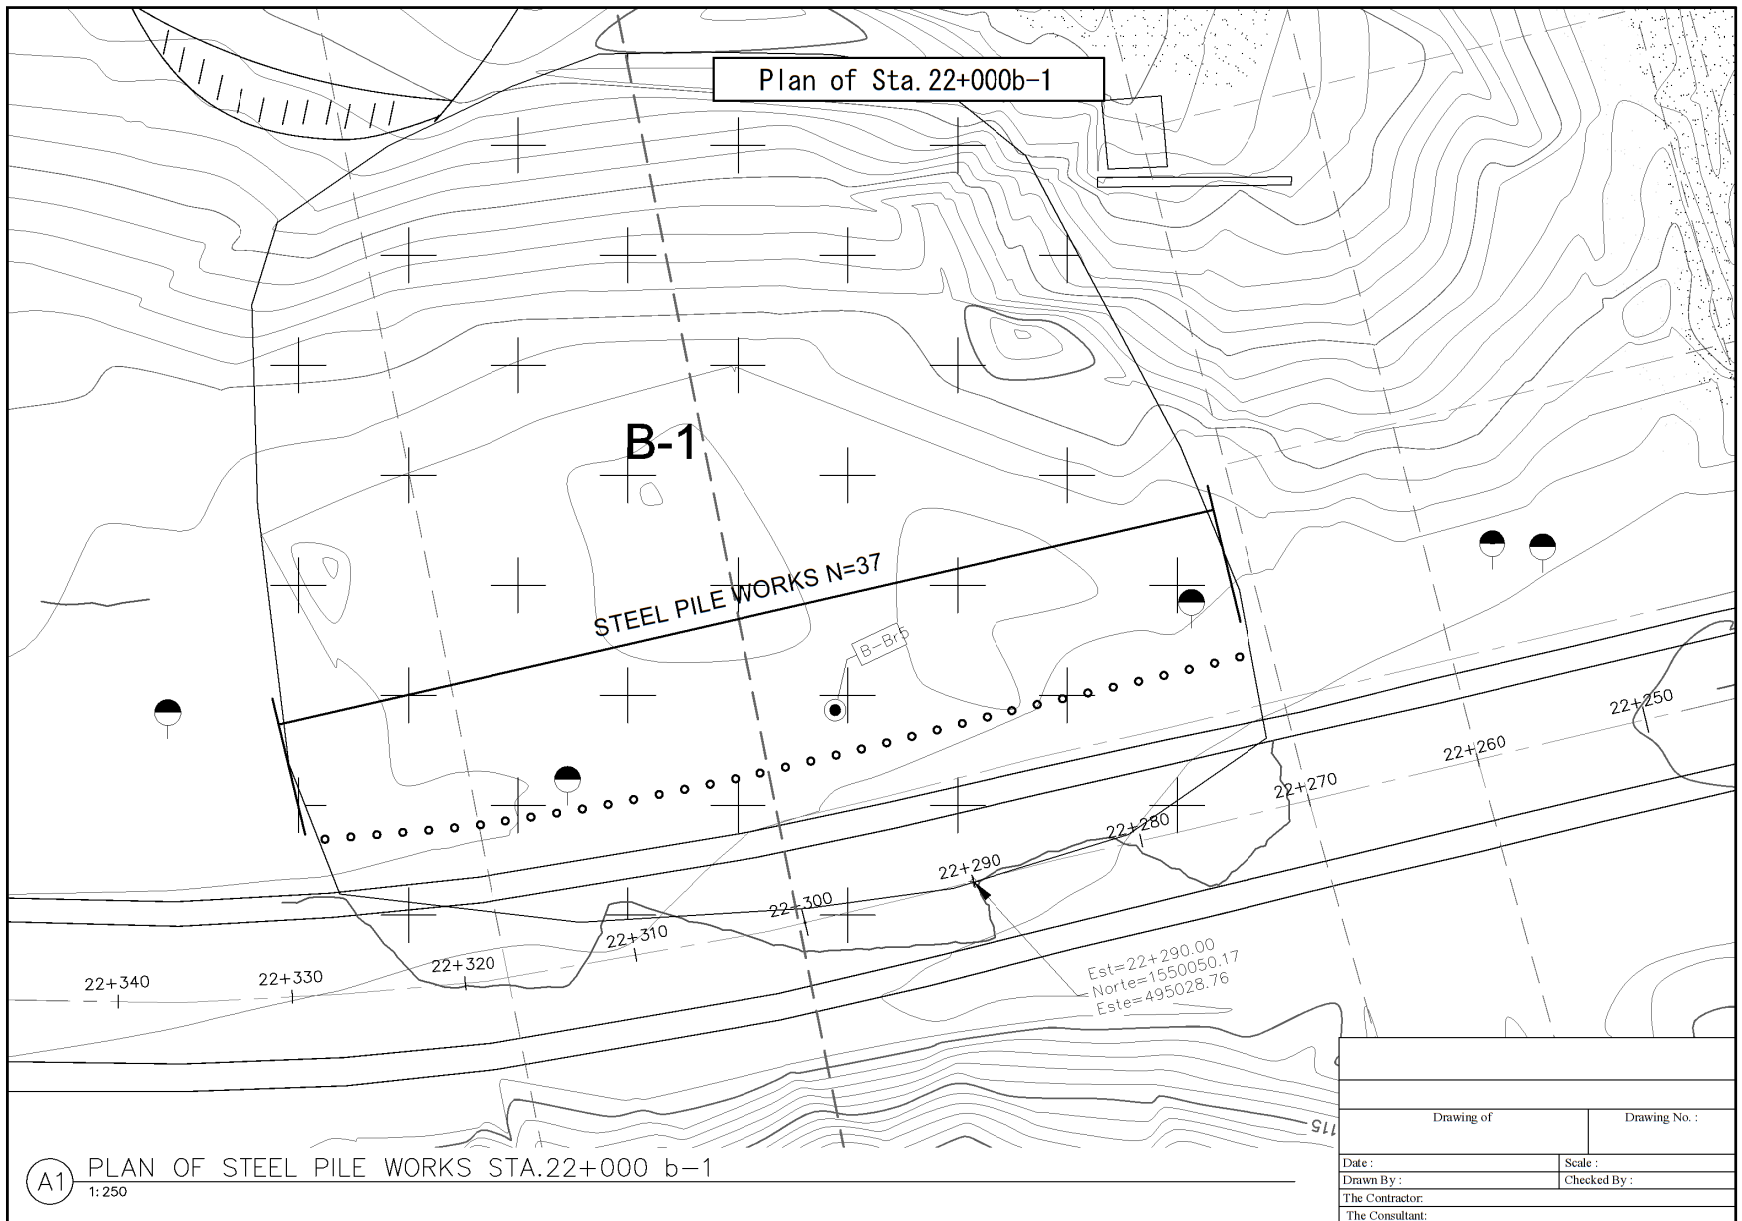 Plan of Sta.22+000b-1
B-1
STEEL PILE WORKS N=37
B-Br5
22+250
22+260
22+270
22+280
22+290
22+300
22+310
22+320
22+330
22+340
Est=22+290.00
Norte=1550050.17
Este=495028.76
115
Drawing of
Drawing No. :
Date :
Scale :
Drawn By :
Checked By :
The Contractor:
The Consultant:
A1
PLAN OF STEEL PILE WORKS STA.22+000 b-1
1:250